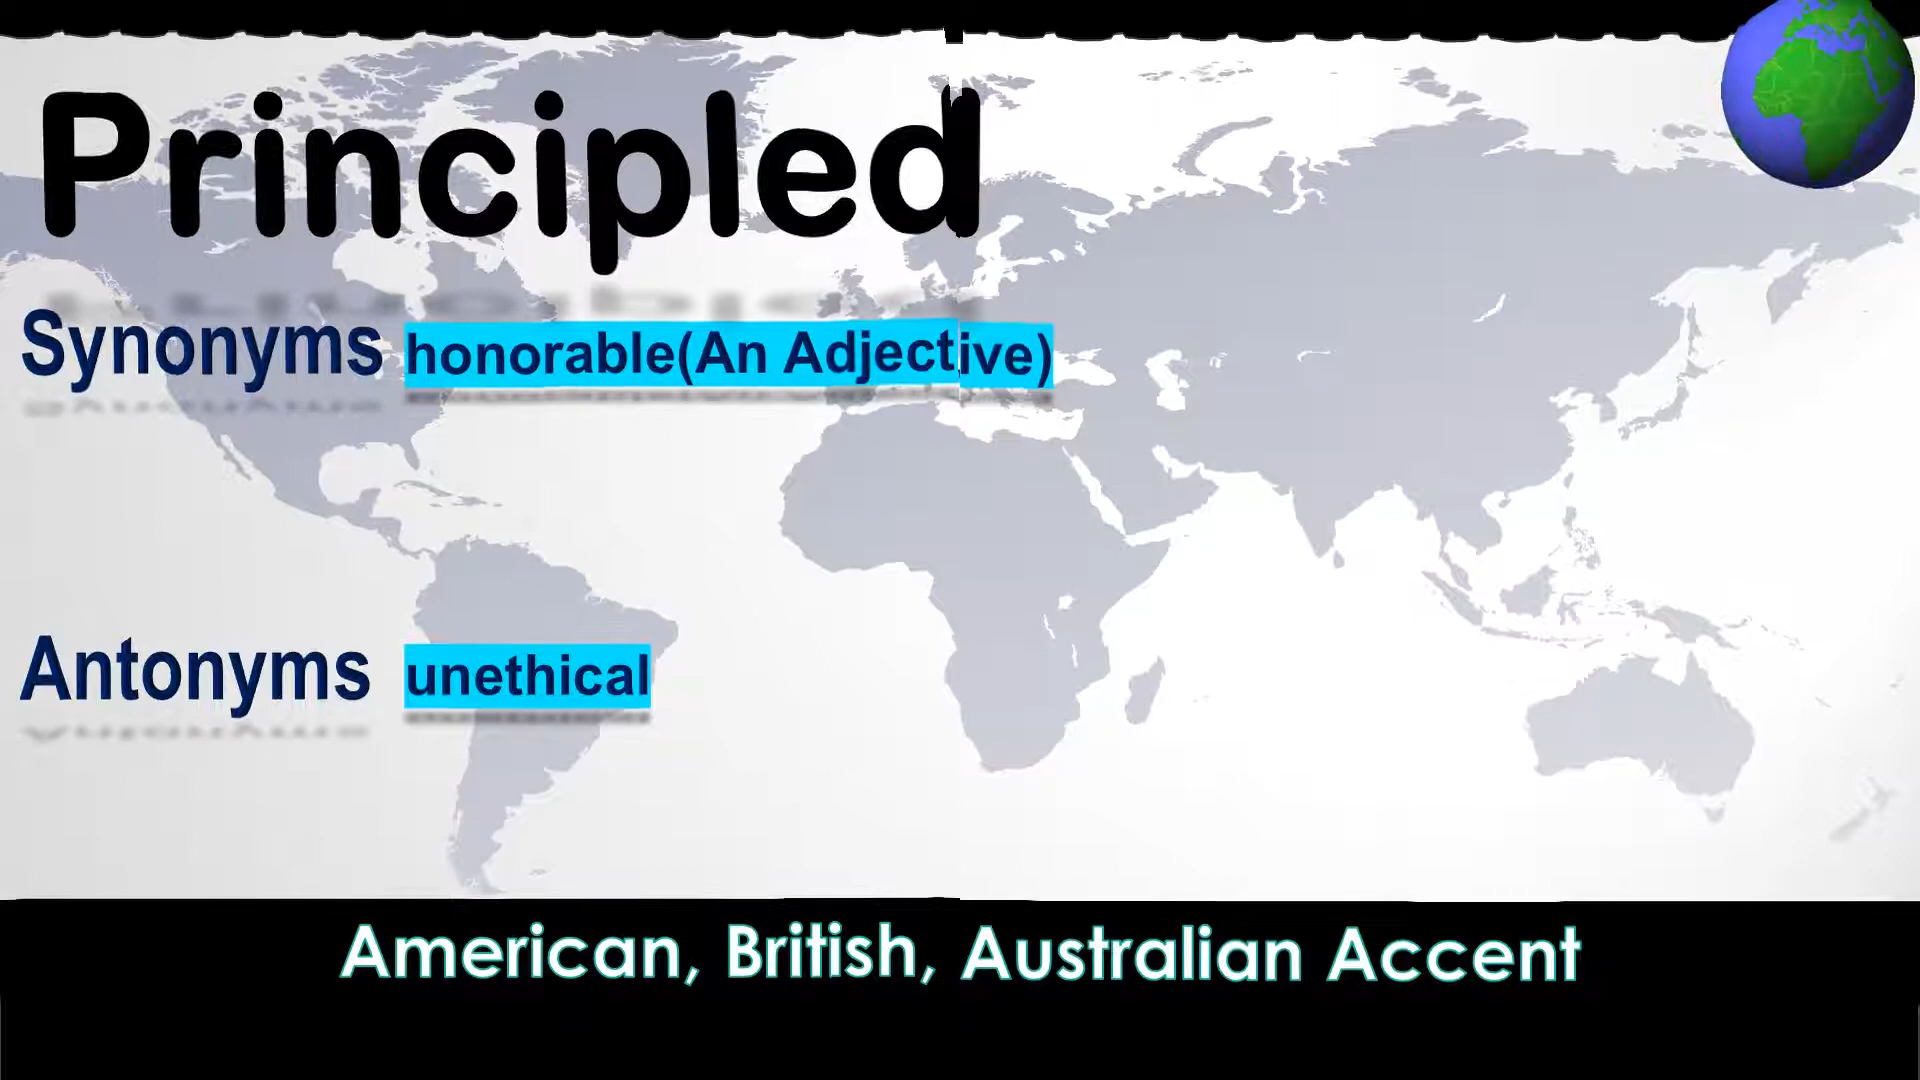 Principled
Synonyms honorable(An Adjective)
Antonyms unethical
American, British, Australian Accent